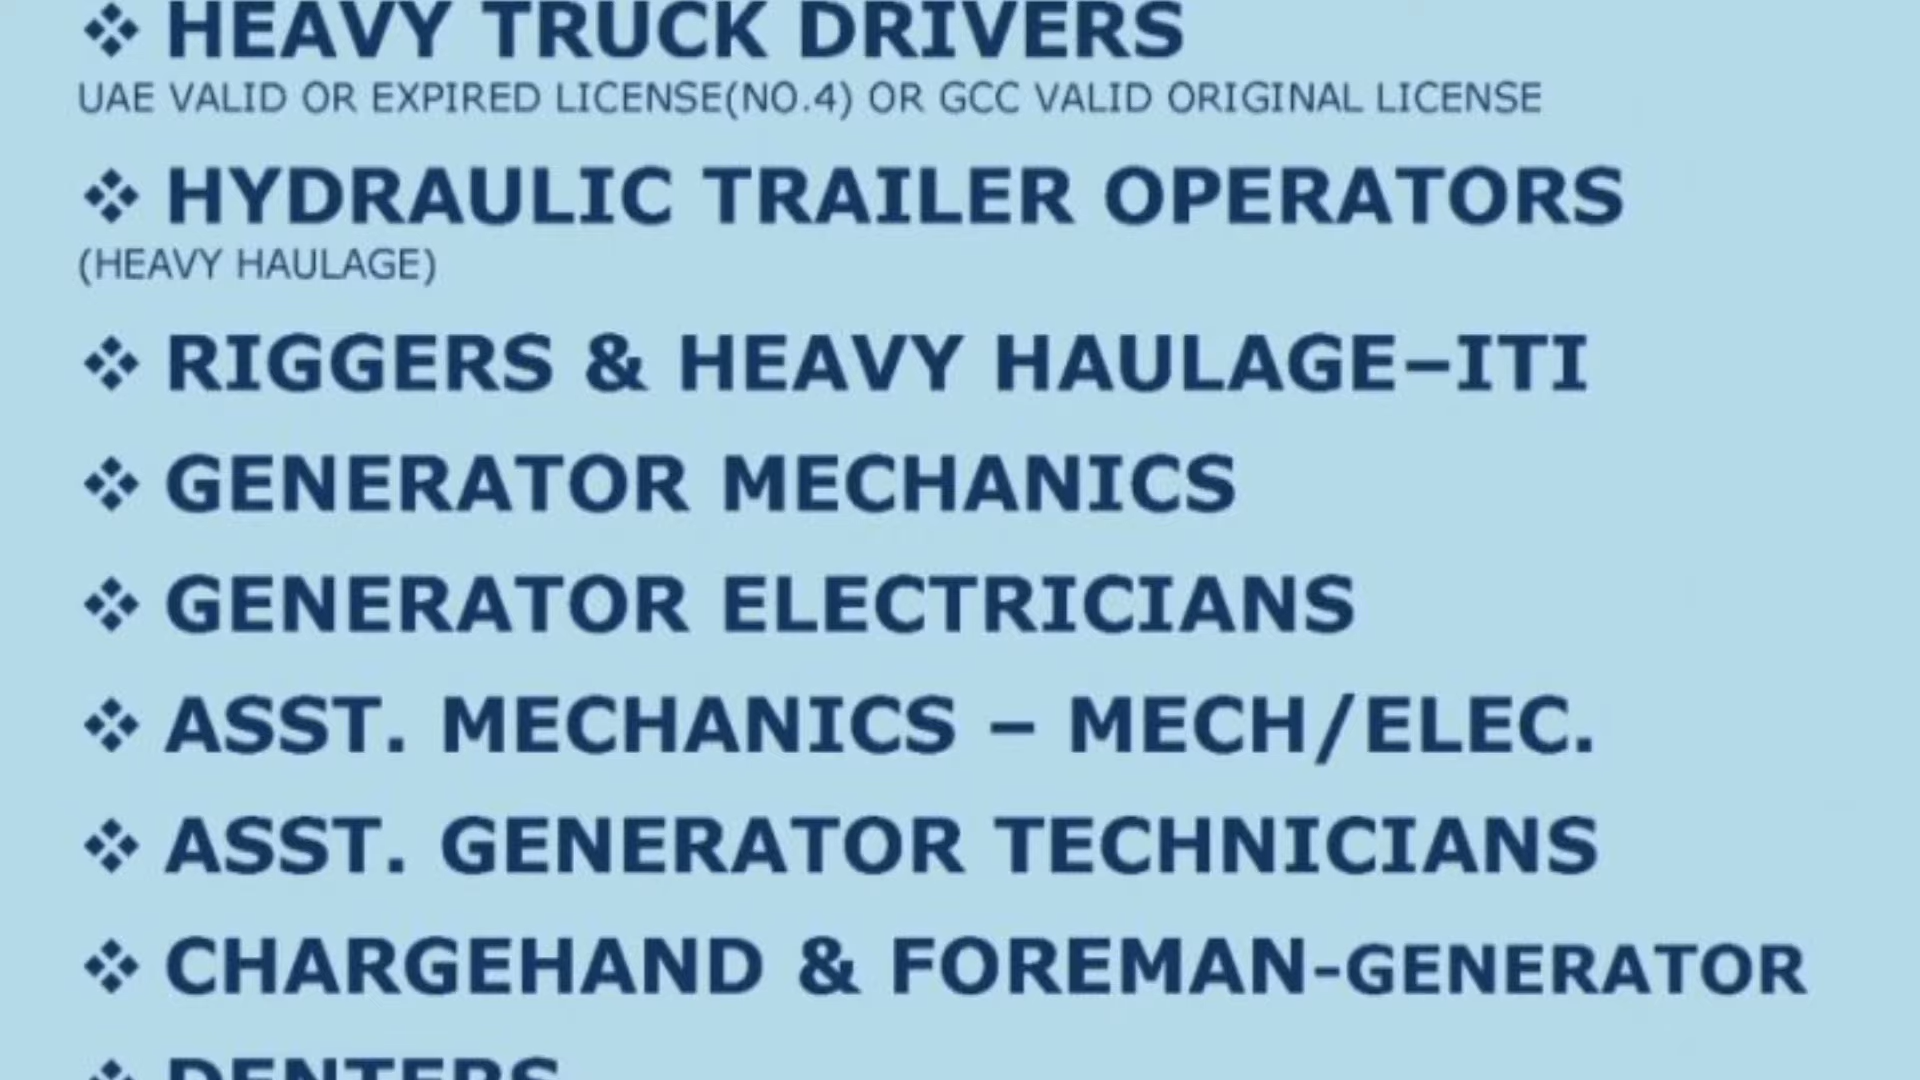 ❖ HEAVY TRUCK DRIVERS
UAE VALID OR EXPIRED LICENSE(NO.4) OR GCC VALID ORIGINAL LICENSE
❖ HYDRAULIC TRAILER OPERATORS
(HEAVY HAULAGE)
❖ RIGGERS & HEAVY HAULAGE–ITI
❖ GENERATOR MECHANICS
❖ GENERATOR ELECTRICIANS
❖ ASST. MECHANICS – MECH/ELEC.
❖ ASST. GENERATOR TECHNICIANS
❖ CHARGEHAND & FOREMAN-GENERATOR
❖ DENTERS